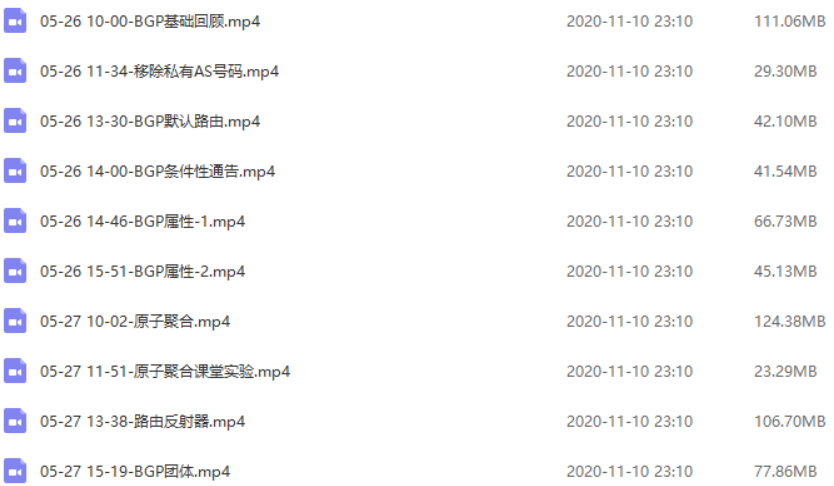 05-26 10-00-BGP基础回顾.mp4 2020-11-10 23:10 111.06MB
05-26 11-34-移除私有AS号码.mp4 2020-11-10 23:10 29.30MB
05-26 13-30-BGP默认路由.mp4 2020-11-10 23:10 42.10MB
05-26 14-00-BGP条件性通告.mp4 2020-11-10 23:10 41.54MB
05-26 14-46-BGP属性-1.mp4 2020-11-10 23:10 66.73MB
05-26 15-51-BGP属性-2.mp4 2020-11-10 23:10 45.13MB
05-27 10-02-原子聚合.mp4 2020-11-10 23:10 124.38MB
05-27 11-51-原子聚合课堂实验.mp4 2020-11-10 23:10 23.29MB
05-27 13-38-路由反射器.mp4 2020-11-10 23:10 106.70MB
05-27 15-19-BGP团体.mp4 2020-11-10 23:10 77.86MB